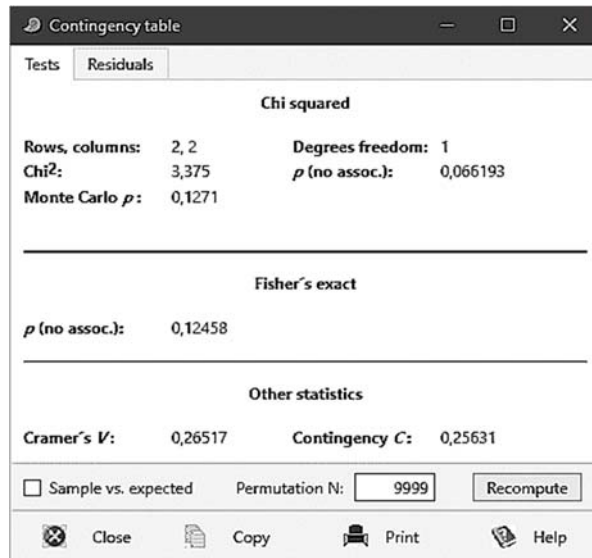 Contingency table
Tests Residuals
Chi squared
Rows, columns: 2, 2 Degrees freedom: 1
Chi2: 3,375 p (no assoc.): 0,066193
Monte Carlo p: 0,1271
Fisher´s exact
p (no assoc.): 0,12458
Other statistics
Cramer´s V: 0,26517 Contingency C: 0,25631
Sample vs. expected Permutation N: 9999 Recompute
Close Copy Print Help